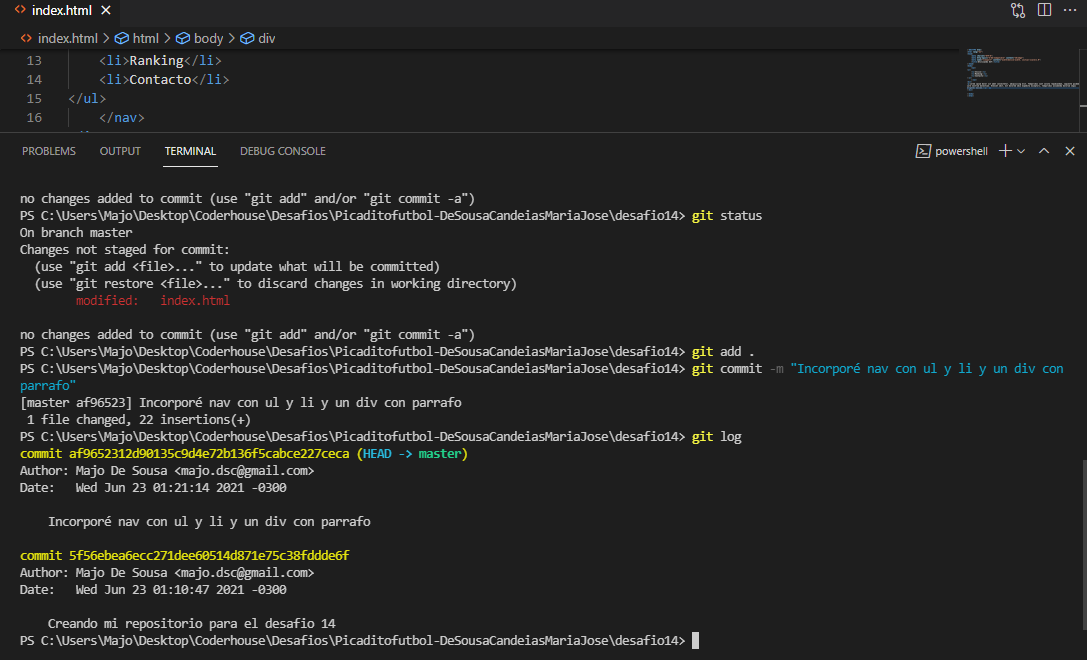 index.html
index.html > html > body > div
13 <li>Ranking</li>
14 <li>Contacto</li>
15 </ul>
16 </nav>
PROBLEMS OUTPUT TERMINAL DEBUG CONSOLE powershell
no changes added to commit (use "git add" and/or "git commit -a")
PS C:\Users\Majo\Desktop\Coderhouse\Desafios\Picaditofutbol-DeSousaCandeiasMariaJose\desafio14> git status
On branch master
Changes not staged for commit:
  (use "git add <file>..." to update what will be committed)
  (use "git restore <file>..." to discard changes in working directory)
        modified:   index.html
no changes added to commit (use "git add" and/or "git commit -a")
PS C:\Users\Majo\Desktop\Coderhouse\Desafios\Picaditofutbol-DeSousaCandeiasMariaJose\desafio14> git add .
PS C:\Users\Majo\Desktop\Coderhouse\Desafios\Picaditofutbol-DeSousaCandeiasMariaJose\desafio14> git commit -m "Incorporé nav con ul y li y un div con
parrafo"
[master af96523] Incorporé nav con ul y li y un div con parrafo
 1 file changed, 22 insertions(+)
PS C:\Users\Majo\Desktop\Coderhouse\Desafios\Picaditofutbol-DeSousaCandeiasMariaJose\desafio14> git log
commit af9652312d90135c9d4e72b136f5cabce227ceca (HEAD -> master)
Author: Majo De Sousa <majo.dsc@gmail.com>
Date:   Wed Jun 23 01:21:14 2021 -0300
    Incorporé nav con ul y li y un div con parrafo
commit 5f56ebea6ecc271dee60514d871e75c38fddde6f
Author: Majo De Sousa <majo.dsc@gmail.com>
Date:   Wed Jun 23 01:10:47 2021 -0300
    Creando mi repositorio para el desafio 14
PS C:\Users\Majo\Desktop\Coderhouse\Desafios\Picaditofutbol-DeSousaCandeiasMariaJose\desafio14>